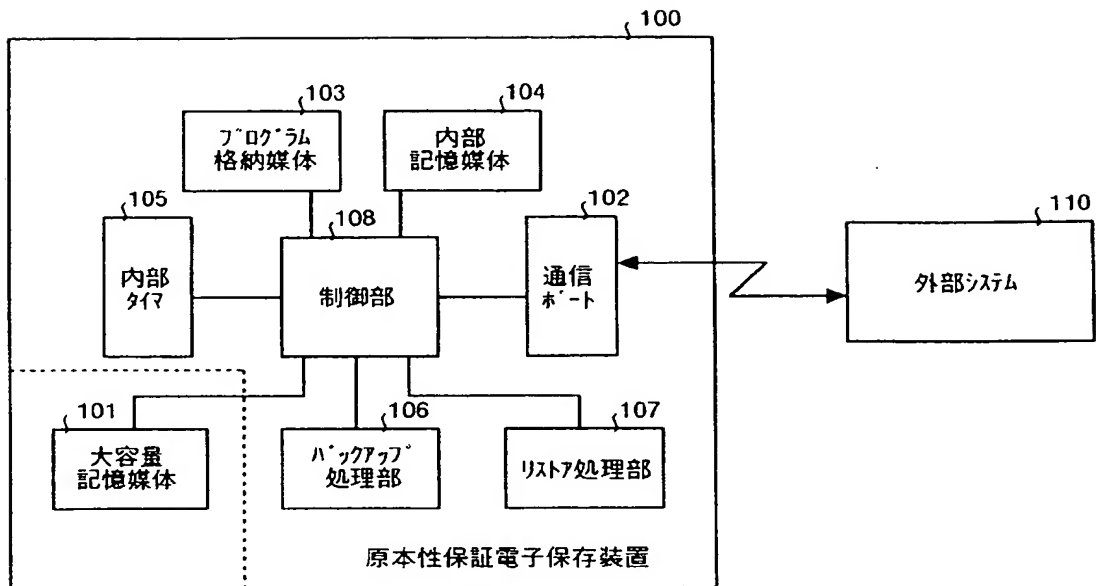 100
103
プログラム
格納媒体
104
内部
記憶媒体
105
内部
タイマ
108
制御部
102
通信
ポート
110
外部システム
101
大容量
記憶媒体
106
バックアップ
処理部
107
リストア処理部
原本性保証電子保存装置